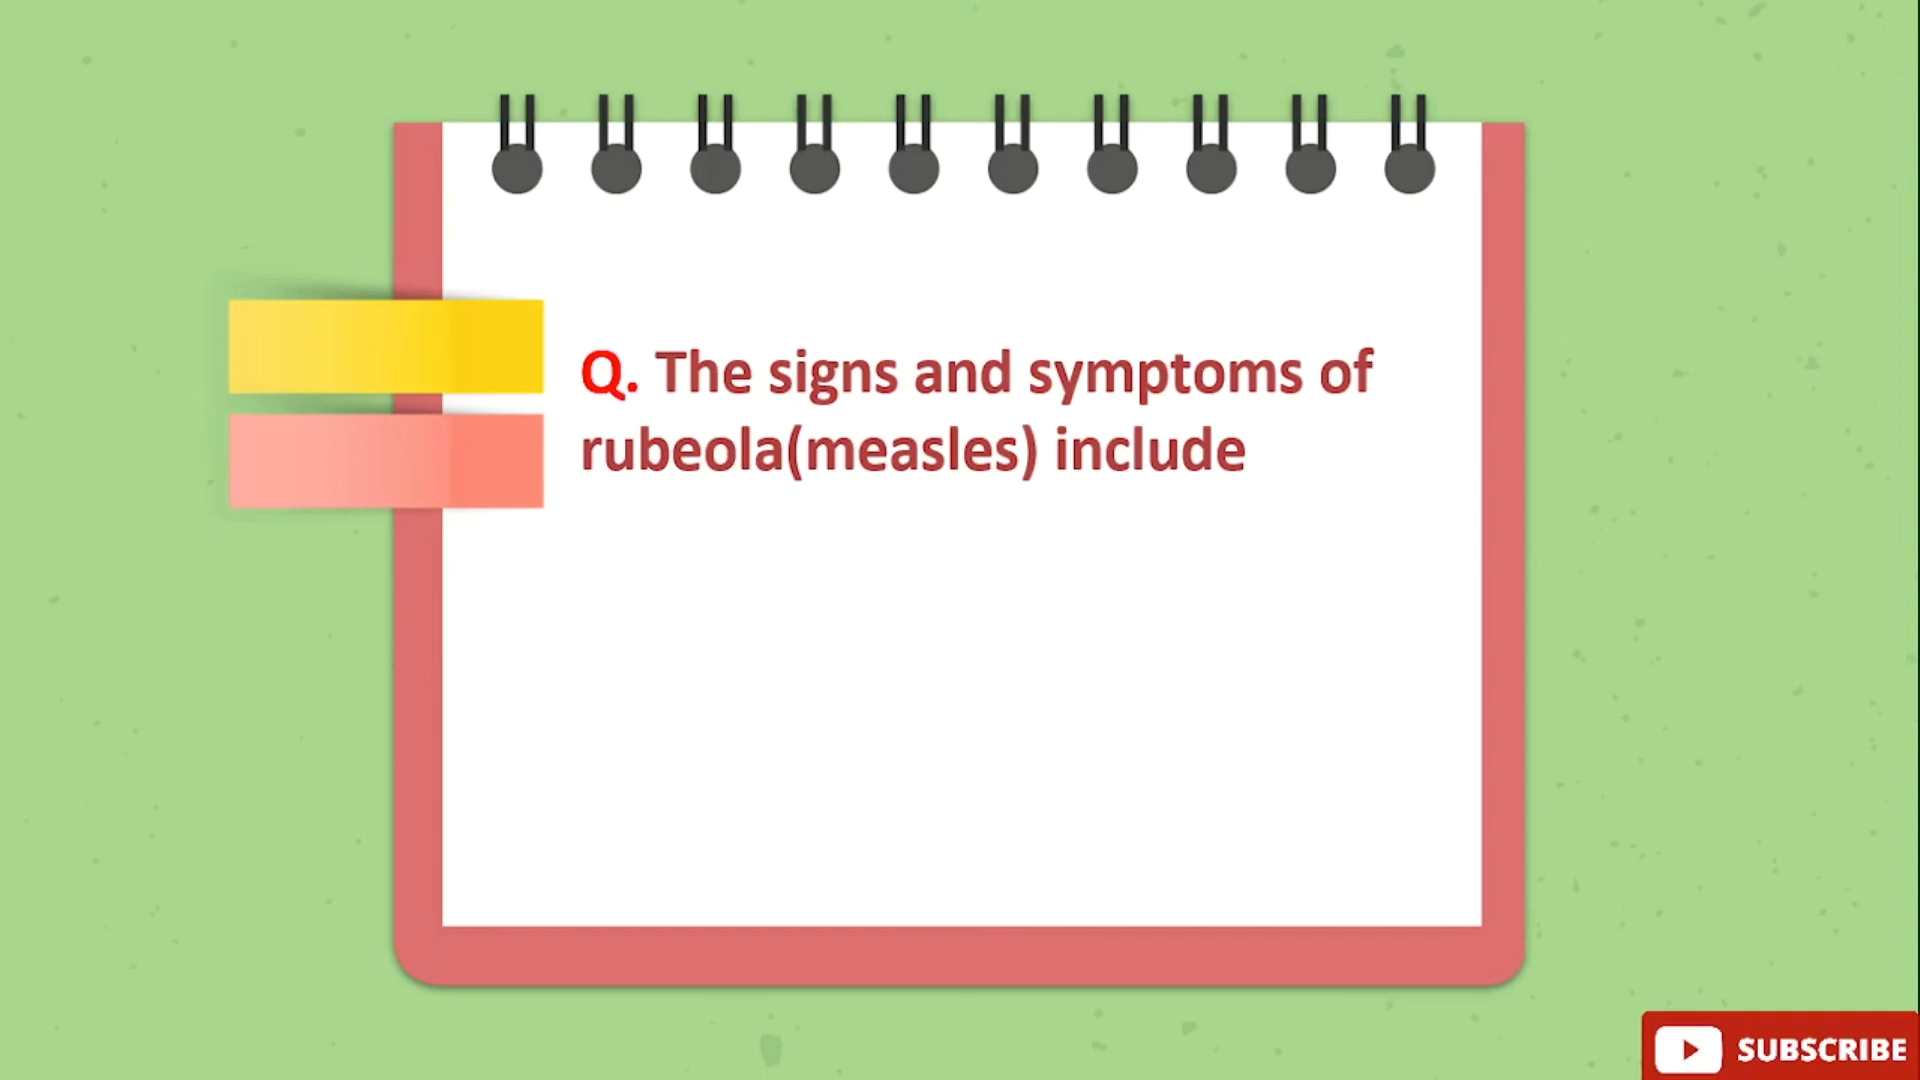 Q. The signs and symptoms of
rubeola(measles) include
SUBSCRIBE